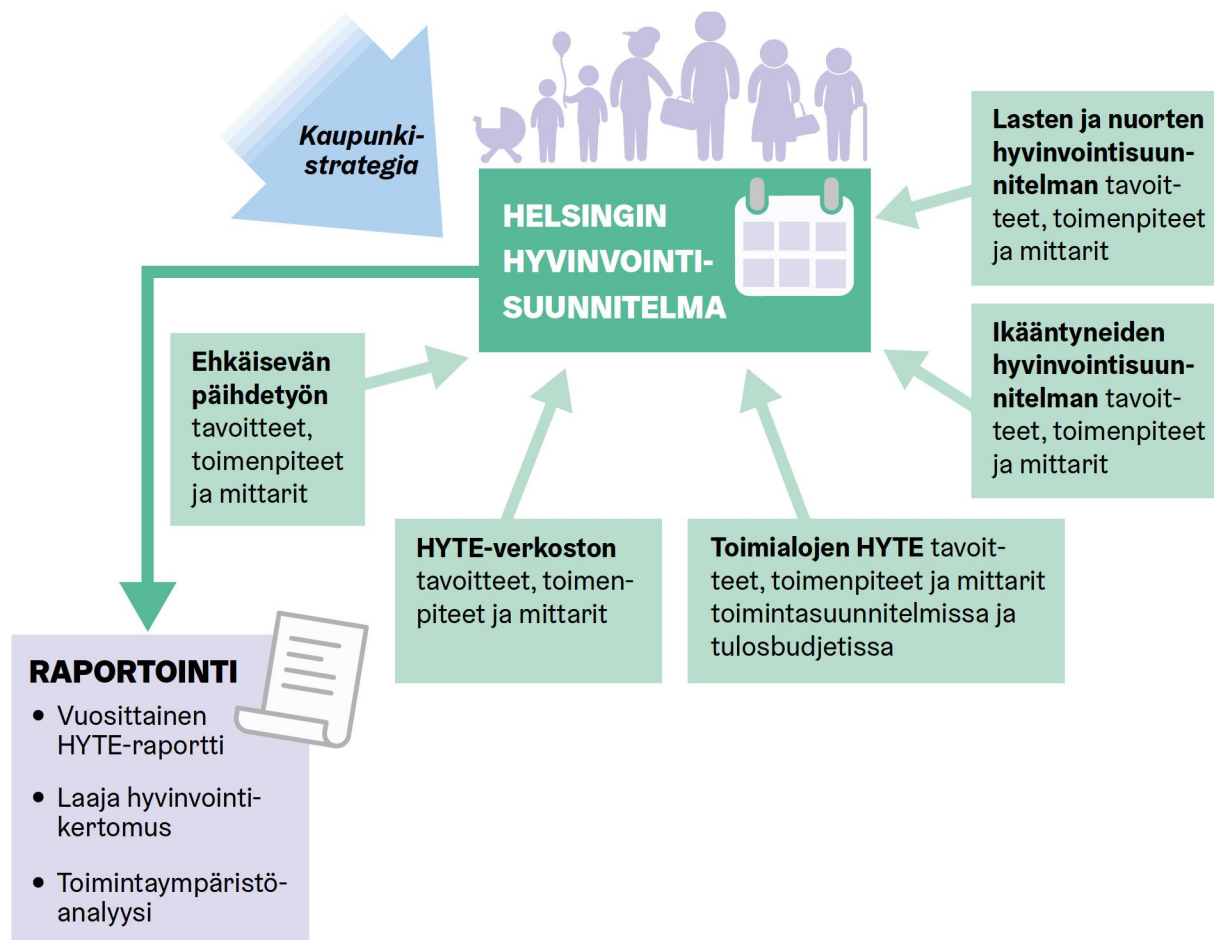 Kaupunki-
strategia
HELSINGIN
HYVINVOINTI-
SUUNNITELMA
Lasten ja nuorten
hyvinvointisuun-
nitelman tavoit-
teet, toimenpiteet
ja mittarit
Ikääntyneiden
hyvinvointisuun-
nitelman tavoit-
teet, toimenpiteet
ja mittarit
Ehkäisevän
päihdetyön
tavoitteet,
toimenpiteet
ja mittarit
HYTE-verkoston
tavoitteet, toimen-
piteet ja mittarit
Toimialojen HYTE tavoit-
teet, toimenpiteet ja mittarit
toimintasuunnitelmissa ja
tulosbudjetissa
RAPORTOINTI
• Vuosittainen
HYTE-raportti
• Laaja hyvinvointi-
kertomus
• Toimintaympäristö-
analyysi